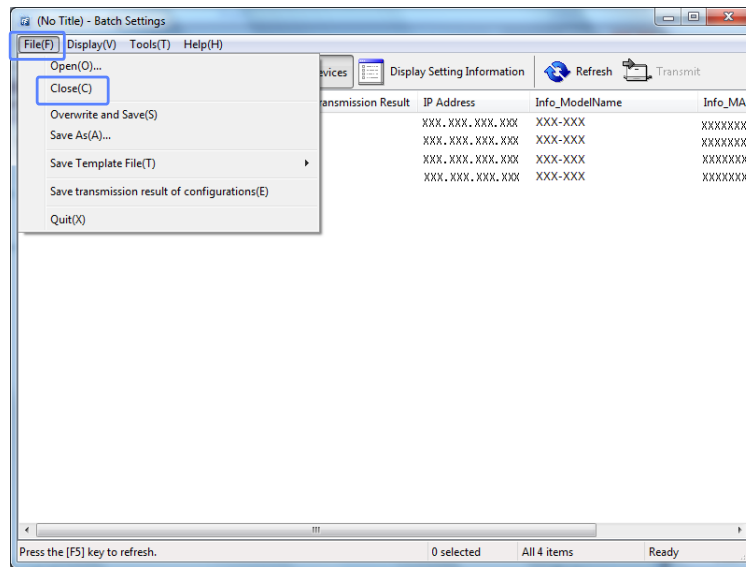 (No Title) - Batch Settings
File(F) Display(V) Tools(T) Help(H)
Open(O)...
Close(C)
Overwrite and Save(S)
Save As(A)...
Save Template File(T)
Save transmission result of configurations(E)
Quit(X)
evices Display Setting Information Refresh Transmit
ransmission Result IP Address Info_ModelName Info_MA
XXX.XXX.XXX.XXX XXX-XXX XXXXXXX
XXX.XXX.XXX.XXX XXX-XXX XXXXXXX
XXX.XXX.XXX.XXX XXX-XXX XXXXXXX
XXX.XXX.XXX.XXX XXX-XXX XXXXXXX
Press the [F5] key to refresh. 0 selected All 4 items Ready